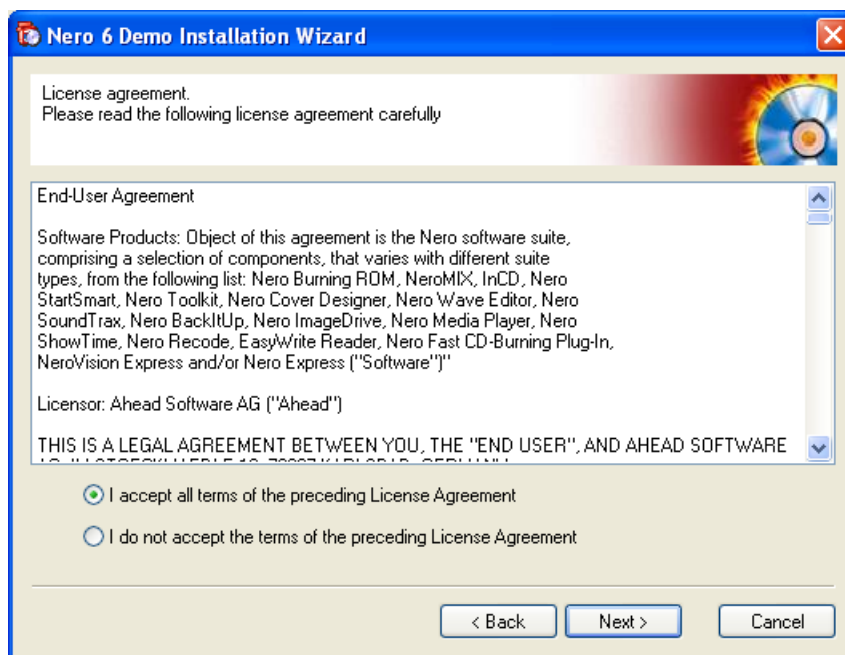 Nero 6 Demo Installation Wizard
License agreement.
Please read the following license agreement carefully
End-User Agreement
Software Products: Object of this agreement is the Nero software suite,
comprising a selection of components, that varies with different suite
types, from the following list: Nero Burning ROM, NeroMIX, InCD, Nero
StartSmart, Nero Toolkit, Nero Cover Designer, Nero Wave Editor, Nero
SoundTrax, Nero BackItUp, Nero ImageDrive, Nero Media Player, Nero
ShowTime, Nero Recode, EasyWrite Reader, Nero Fast CD-Burning Plug-In,
NeroVision Express and/or Nero Express ("Software")"
Licensor: Ahead Software AG ("Ahead")
THIS IS A LEGAL AGREEMENT BETWEEN YOU, THE "END USER", AND AHEAD SOFTWARE
I accept all terms of the preceding License Agreement
I do not accept the terms of the preceding License Agreement
< Back
Next >
Cancel